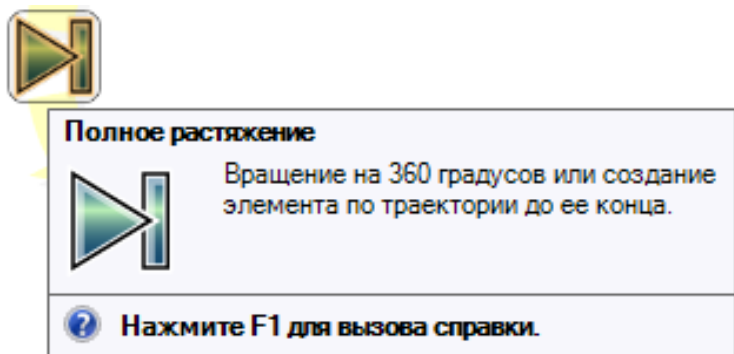 Полное растяжение
Вращение на 360 градусов или создание
элемента по траектории до ее конца.
Нажмите F1 для вызова справки.